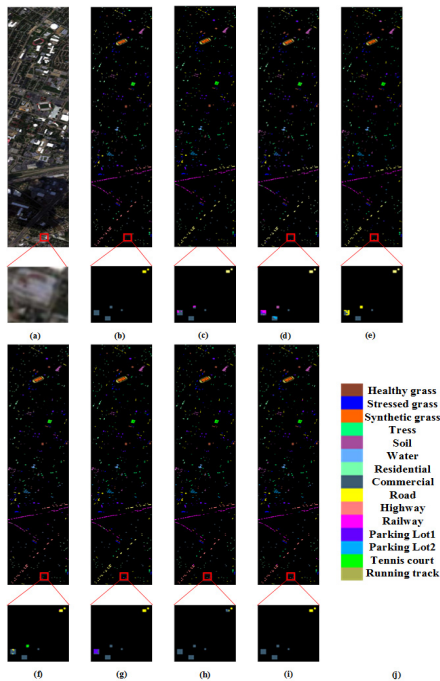 (a)
(b)
(c)
(d)
(e)
Healthy grass
Stressed grass
Synthetic grass
Tress
Soil
Water
Residential
Commercial
Road
Highway
Railway
Parking Lot1
Parking Lot2
Tennis court
Running track
(f)
(g)
(h)
(i)
(j)